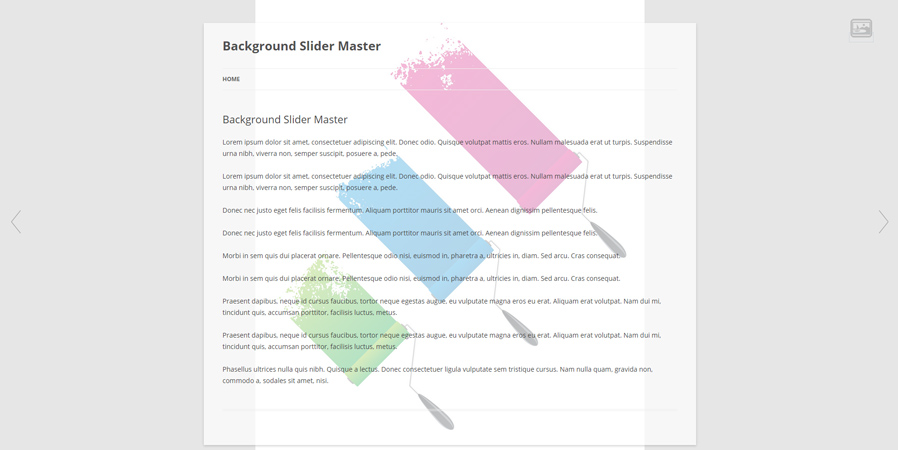 Background Slider Master
HOME
Background Slider Master
Lorem ipsum dolor sit amet, consectetuer adipiscing elit. Donec odio. Quisque volutpat mattis eros. Nullam malesuada erat ut turpis. Suspendisse
urna nibh, viverra non, semper suscipit, posuere a, pede.
Lorem ipsum dolor sit amet, consectetuer adipiscing elit. Donec odio. Quisque volutpat mattis eros. Nullam malesuada erat ut turpis. Suspendisse
urna nibh, viverra non, semper suscipit, posuere a, pede.
Donec nec justo eget felis facilisis fermentum. Aliquam porttitor mauris sit amet orci. Aenean dignissim pellentesque felis.
Donec nec justo eget felis facilisis fermentum. Aliquam porttitor mauris sit amet orci. Aenean dignissim pellentesque felis.
Morbi in sem quis dui placerat ornare. Pellentesque odio nisi, euismod in, pharetra a, ultricies in, diam. Sed arcu. Cras consequat.
Morbi in sem quis dui placerat ornare. Pellentesque odio nisi, euismod in, pharetra a, ultricies in, diam. Sed arcu. Cras consequat.
Praesent dapibus, neque id cursus faucibus, tortor neque egestas augue, eu vulputate magna eros eu erat. Aliquam erat volutpat. Nam dui mi,
tincidunt quis, accumsan porttitor, facilisis luctus, metus.
Praesent dapibus, neque id cursus faucibus, tortor neque egestas augue, eu vulputate magna eros eu erat. Aliquam erat volutpat. Nam dui mi,
tincidunt quis, accumsan porttitor, facilisis luctus, metus.
Phasellus ultrices nulla quis nibh. Quisque a lectus. Donec consectetuer ligula vulputate sem tristique cursus. Nam nulla quam, gravida non,
commodo a, sodales sit amet, nisi.